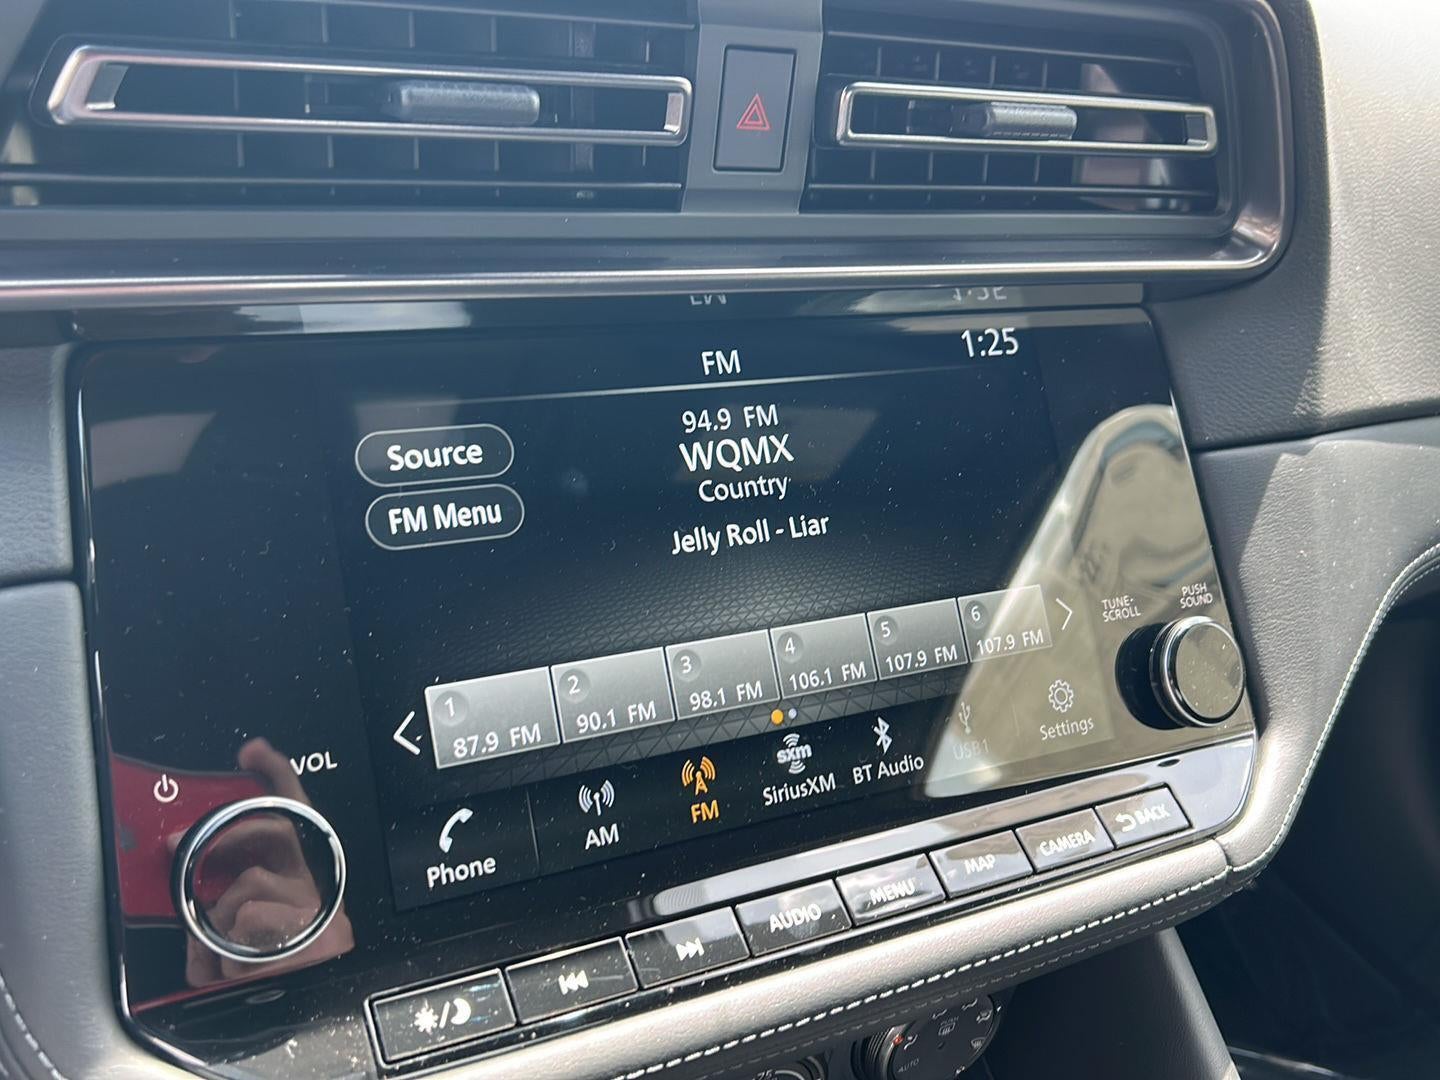 FM
1:25
94.9 FM
WQMX
Country
Jelly Roll - Liar
Source
FM Menu
1
87.9 FM
2
90.1 FM
3
98.1 FM
4
106.1 FM
5
107.9 FM
6
107.9 FM
TUNE-
SCROLL
PUSH
SOUND
VOL
Phone
AM
FM
sxm
SiriusXM
BT Audio
USB1
Settings
AUDIO
MENU
MAP
CAMERA
BACK
PUSH
AUTO
75